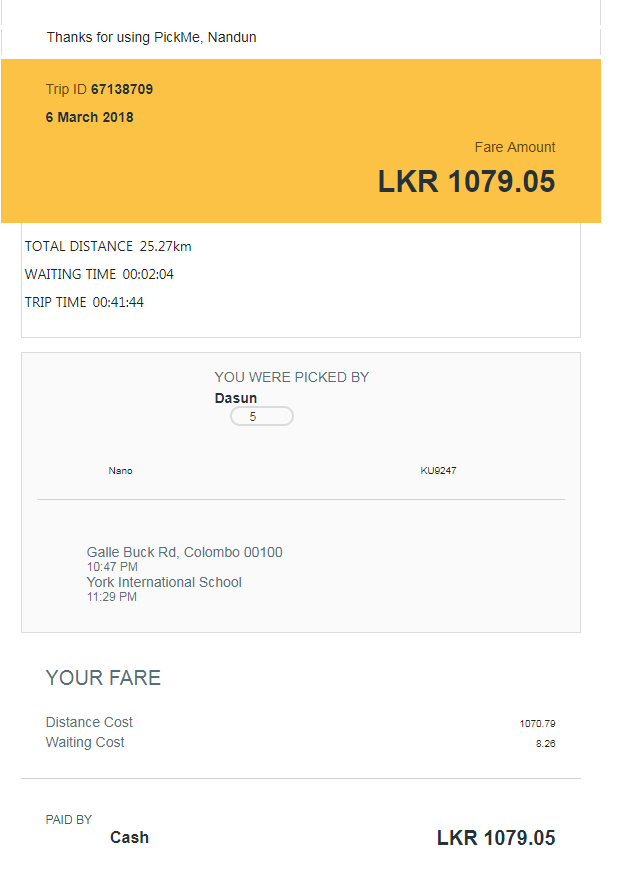 Thanks for using PickMe, Nandun
Trip ID 67138709
6 March 2018
Fare Amount
LKR 1079.05
TOTAL DISTANCE 25.27km
WAITING TIME 00:02:04
TRIP TIME 00:41:44
YOU WERE PICKED BY
Dasun
5
Nano KU9247
Galle Buck Rd, Colombo 00100
10:47 PM
York International School
11:29 PM
YOUR FARE
Distance Cost 1070.79
Waiting Cost 8.26
PAID BY
Cash LKR 1079.05